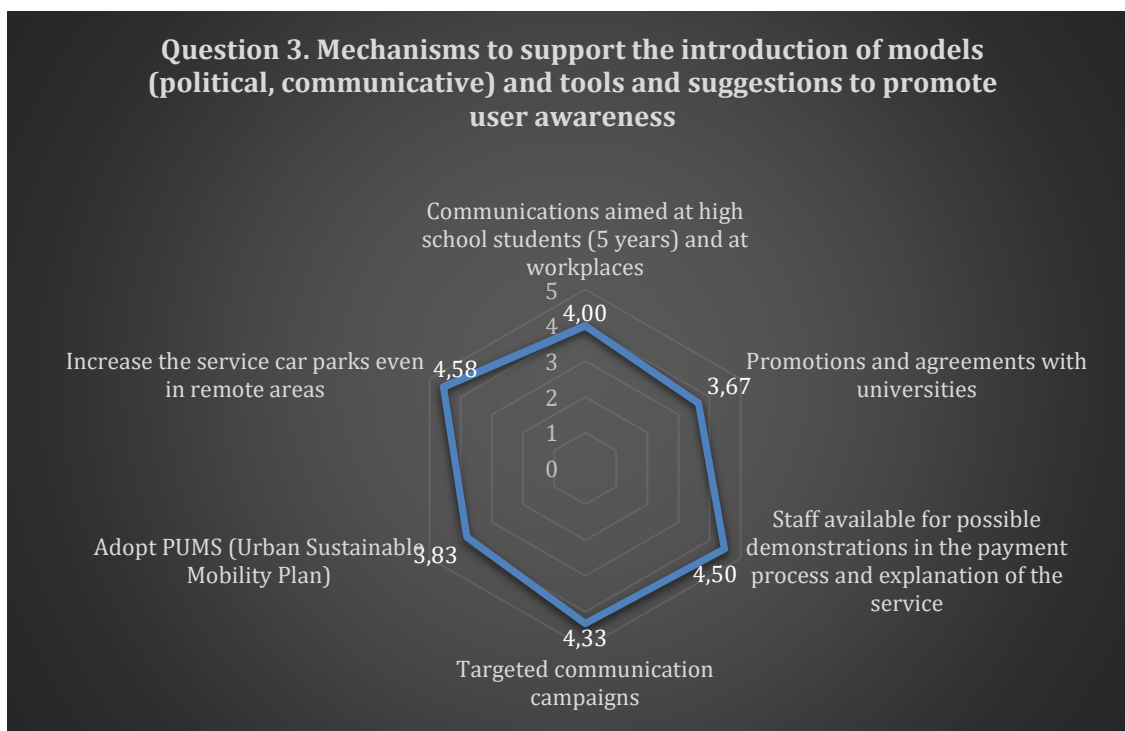 Question 3. Mechanisms to support the introduction of models
(political, communicative) and tools and suggestions to promote
user awareness
Communications aimed at high
school students (5 years) and at
workplaces
5
4,00
4
3
2
1
0
Increase the service car parks even
in remote areas
4,58
3,67
Promotions and agreements with
universities
Adopt PUMS (Urban Sustainable
Mobility Plan)
3,83
Staff available for possible
demonstrations in the payment
process and explanation of the
service
4,50
4,33
Targeted communication
campaigns